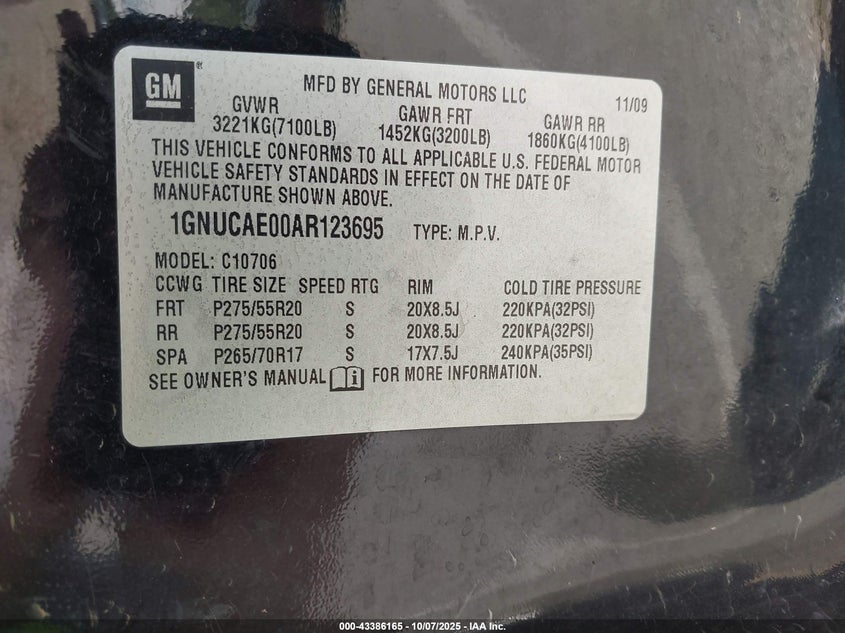 GM ®
MFD BY GENERAL MOTORS LLC 11/09
GVWR GAWR FRT GAWR RR
3221KG(7100LB) 1452KG(3200LB) 1860KG(4100LB)
THIS VEHICLE CONFORMS TO ALL APPLICABLE U.S. FEDERAL MOTOR
VEHICLE SAFETY STANDARDS IN EFFECT ON THE DATE OF
MANUFACTURE SHOWN ABOVE.
1GNUCAE00AR123695 TYPE: M.P.V.
MODEL: C10706
CCWG TIRE SIZE SPEED RTG RIM COLD TIRE PRESSURE
FRT P275/55R20 S 20X8.5J 220KPA(32PSI)
RR P275/55R20 S 20X8.5J 220KPA(32PSI)
SPA P265/70R17 S 17X7.5J 240KPA(35PSI)
SEE OWNER'S MANUAL i FOR MORE INFORMATION.
000-43386165 - 10/07/2025 - IAA Inc.